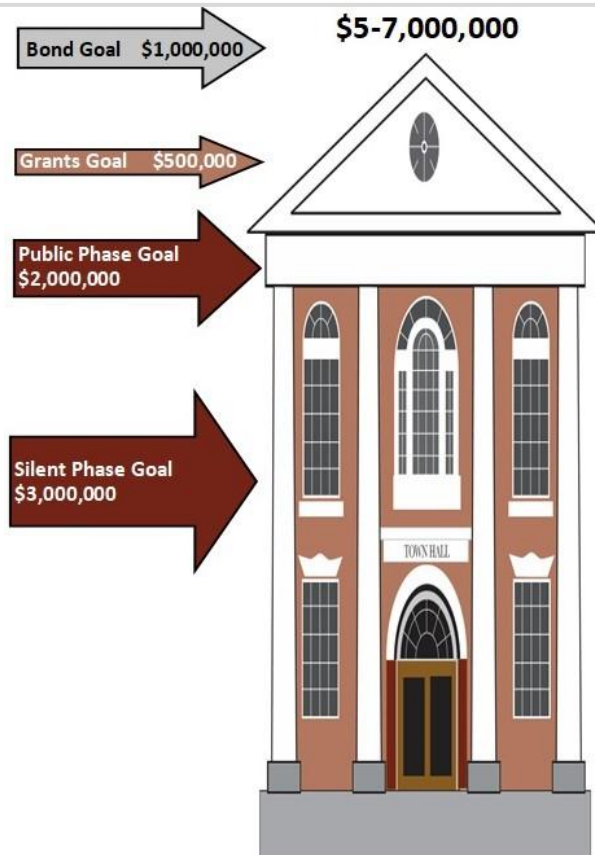 $5-7,000,000
Bond Goal $1,000,000
Grants Goal $500,000
Public Phase Goal
$2,000,000
Silent Phase Goal
$3,000,000
TOWN HALL